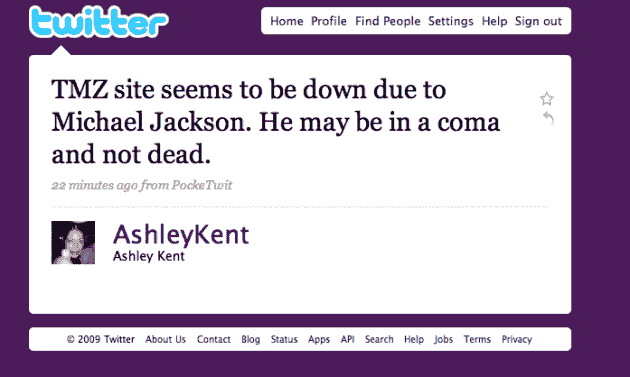 twitter
Home Profile Find People Settings Help Sign out
TMZ site seems to be down due to
Michael Jackson. He may be in a coma
and not dead.
22 minutes ago from PockeTwit
AshleyKent
Ashley Kent
© 2009 Twitter About Us Contact Blog Status Apps API Search Help Jobs Terms Privacy